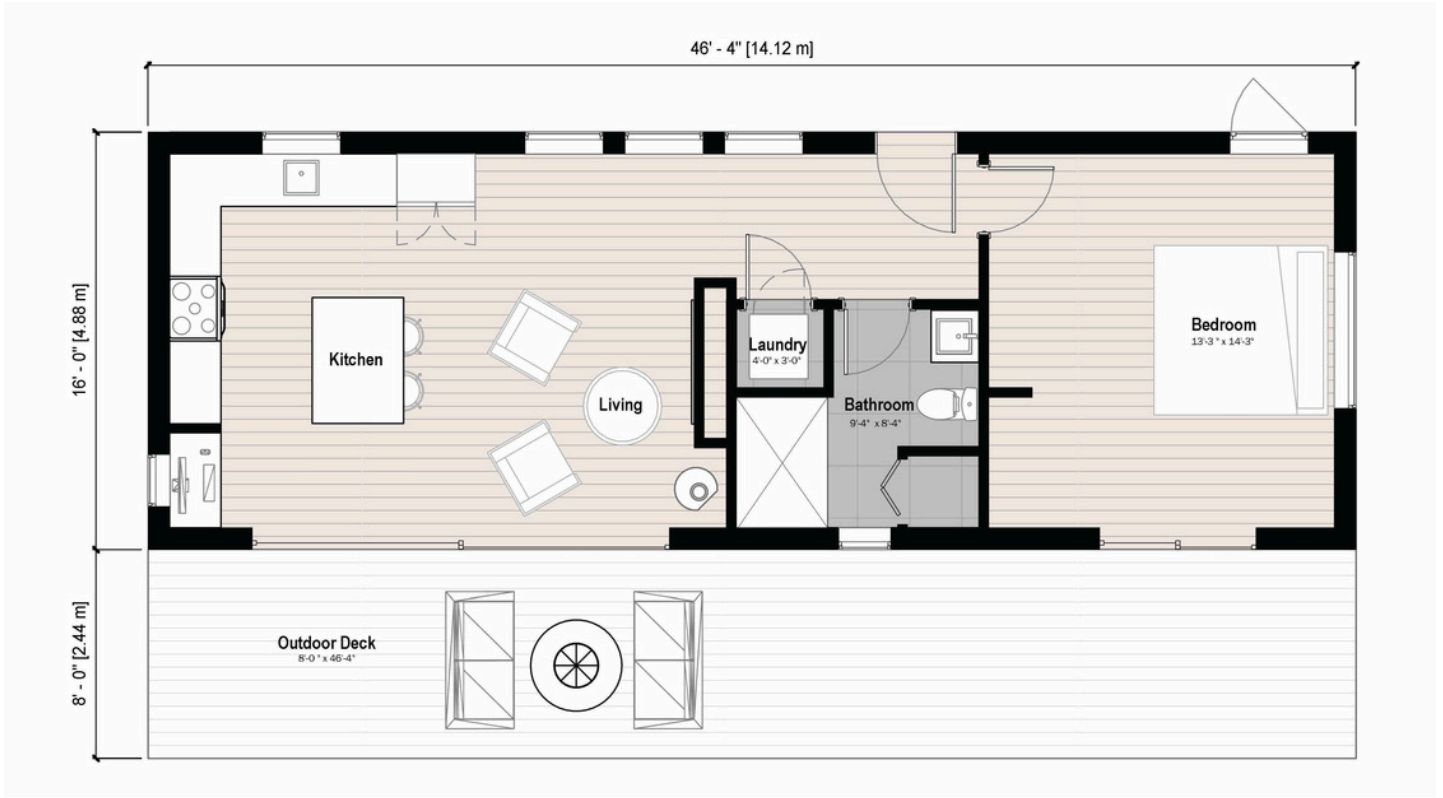 46' - 4" [14.12 m]
16' - 0" [4.88 m]
Kitchen
Living
Laundry
4'-0" x 3'-0"
Bathroom
9'-4" x 8'-4"
Bedroom
13'-3 " x 14'-3"
8' - 0" [2.44 m]
Outdoor Deck
8'-0 " x 46'-4"